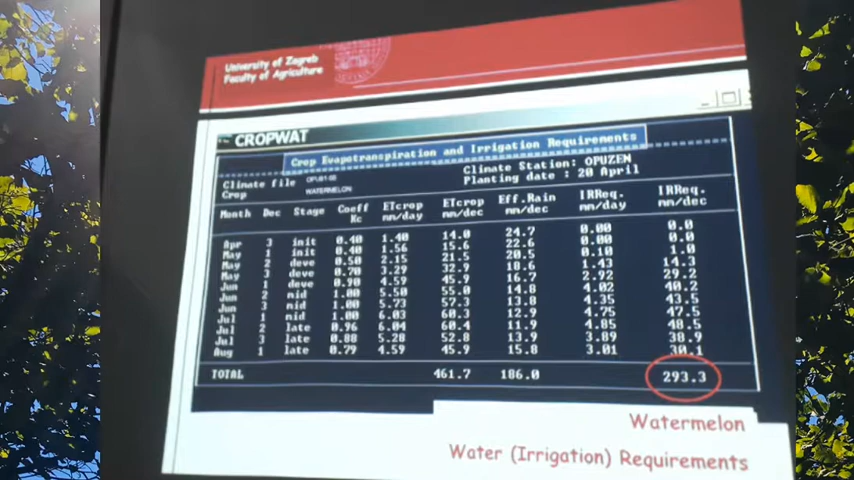 University of Zagreb
Faculty of Agriculture
CROPWAT
Crop Evapotranspiration and Irrigation Requirements
Climate file OPUB1-02 Climate Station: OPUZEN
Crop WATERMELON Planting date : 20 April
Month Dec Stage Coeff ETcrop ETcrop Eff.Rain IRReq. IRReq.
Kc mm/day mm/dec mm/dec mm/day mm/dec
Apr 3 init 0.40 1.40 14.0 24.7 0.00 0.0
May 1 init 0.40 1.56 15.6 22.6 0.00 0.0
May 2 deve 0.50 2.15 21.5 20.5 0.10 1.0
May 3 deve 0.70 3.29 32.9 18.6 1.43 14.3
Jun 1 deve 0.90 4.59 45.9 16.7 2.92 29.2
Jun 2 mid 1.00 5.50 55.0 14.8 4.02 40.2
Jun 3 mid 1.00 5.73 57.3 13.8 4.35 43.5
Jul 1 mid 1.00 6.03 60.3 12.9 4.75 47.5
Jul 2 late 0.96 6.04 60.4 11.9 4.85 48.5
Jul 3 late 0.88 5.28 52.8 13.9 3.89 38.9
Aug 1 late 0.79 4.59 45.9 15.8 3.01 30.1
TOTAL 461.7 186.0 293.3
Watermelon
Water (Irrigation) Requirements